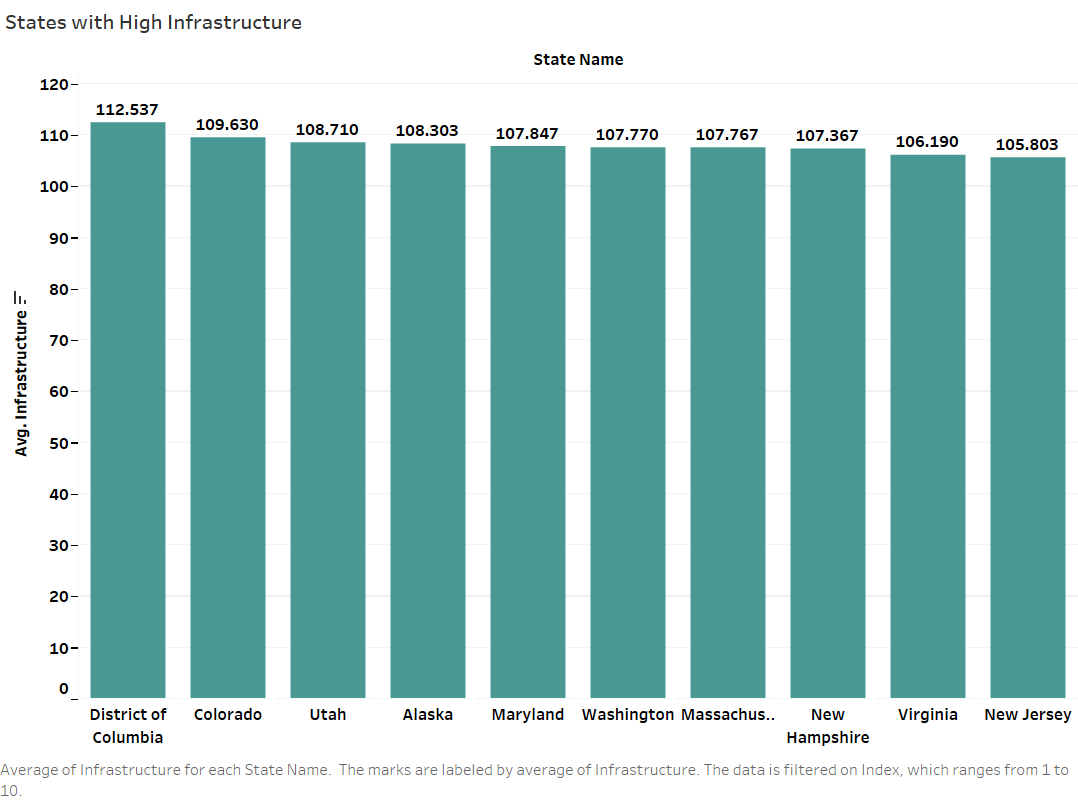 States with High Infrastructure
State Name
120
110
100
90
80
70
60
50
40
30
20
10
0
Avg. Infrastructure
112.537
109.630
108.710
108.303
107.847
107.770
107.767
107.367
106.190
105.803
District of
Columbia
Colorado
Utah
Alaska
Maryland
Washington
Massachus..
New
Hampshire
Virginia
New Jersey
Average of Infrastructure for each State Name.  The marks are labeled by average of Infrastructure. The data is filtered on Index, which ranges from 1 to
10.